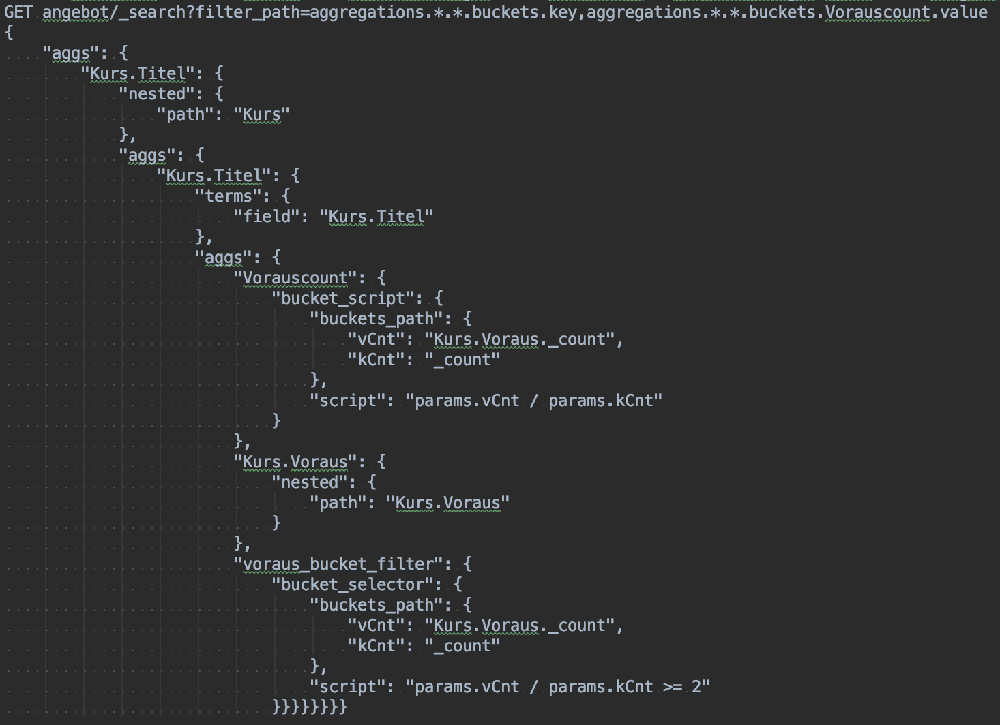 GET angebot/_search?filter_path=aggregations.*.*.buckets.key,aggregations.*.*.buckets.Vorauscount.value
{
    "aggs": {
        "Kurs.Titel": {
            "nested": {
                "path": "Kurs"
            },
            "aggs": {
                "Kurs.Titel": {
                    "terms": {
                        "field": "Kurs.Titel"
                    },
                    "aggs": {
                        "Vorauscount": {
                            "bucket_script": {
                                "buckets_path": {
                                    "vCnt": "Kurs.Voraus._count",
                                    "kCnt": "_count"
                                },
                                "script": "params.vCnt / params.kCnt"
                            }
                        },
                        "Kurs.Voraus": {
                            "nested": {
                                "path": "Kurs.Voraus"
                            }
                        },
                        "voraus_bucket_filter": {
                            "bucket_selector": {
                                "buckets_path": {
                                    "vCnt": "Kurs.Voraus._count",
                                    "kCnt": "_count"
                                },
                                "script": "params.vCnt / params.kCnt >= 2"
                            }}}}}}}}